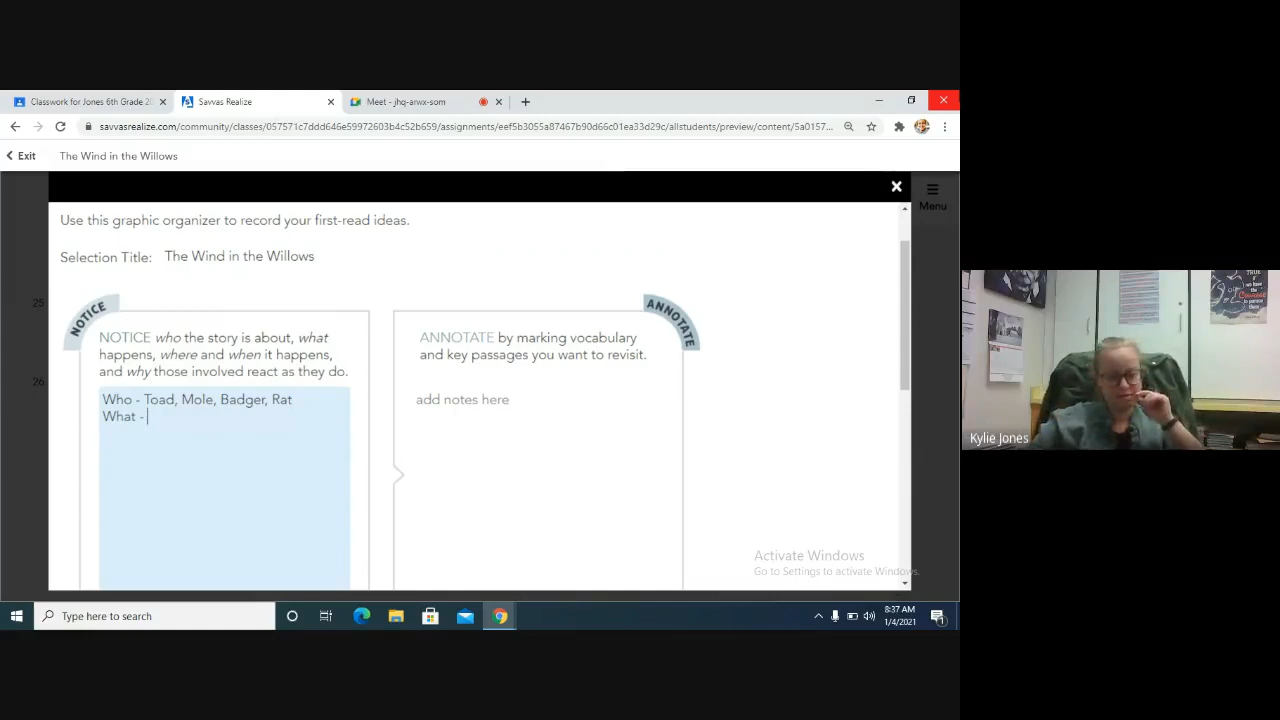 Classwork for Jones 6th Grade 20
Savvas Realize
Meet - jhq-arwx-som
savvasrealize.com/community/classes/057571c7ddd646e59972603b4c52b659/assignments/eef5b3055a87467b90d66c01ea33d29c/allstudents/preview/content/5a0157...
Exit
The Wind in the Willows
Menu
Use this graphic organizer to record your first-read ideas.
Selection Title: The Wind in the Willows
25
26
NOTICE
NOTICE who the story is about, what
happens, where and when it happens,
and why those involved react as they do.
Who - Toad, Mole, Badger, Rat
What -
ANNOTATE
ANNOTATE by marking vocabulary
and key passages you want to revisit.
add notes here
Activate Windows
Go to Settings to activate Windows.
Type here to search
8:37 AM
1/4/2021
1
Kylie Jones